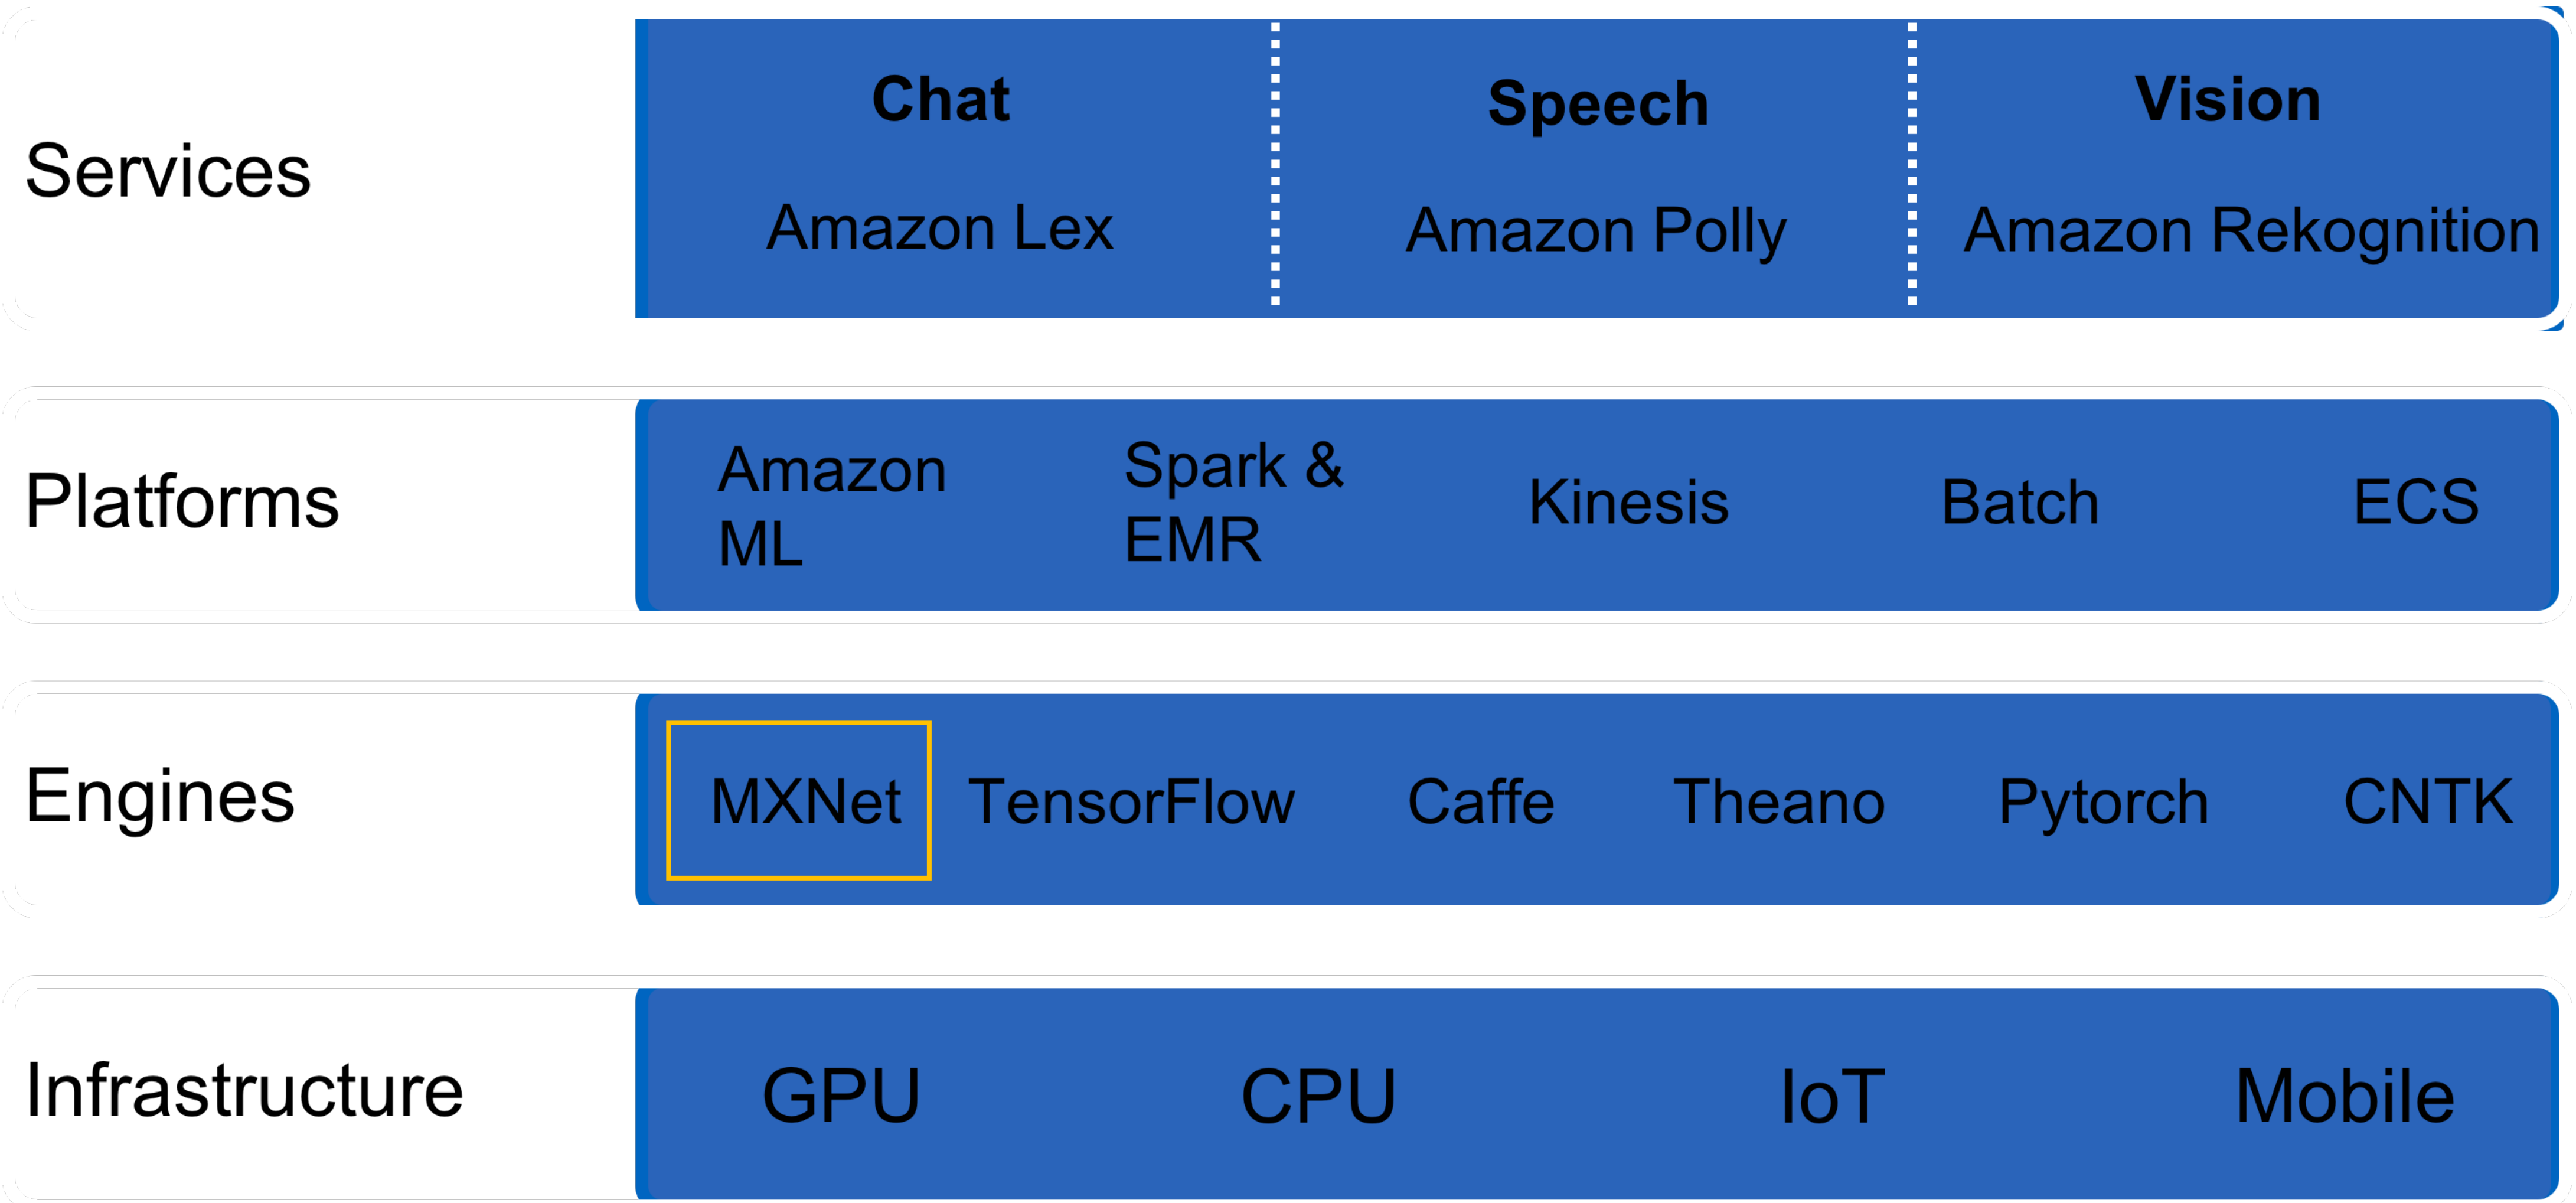 Services
Chat
Speech
Vision
Amazon Lex
Amazon Polly
Amazon Rekognition
Platforms
Amazon
ML
Spark &
EMR
Kinesis
Batch
ECS
Engines
MXNet
TensorFlow
Caffe
Theano
Pytorch
CNTK
Infrastructure
GPU
CPU
IoT
Mobile